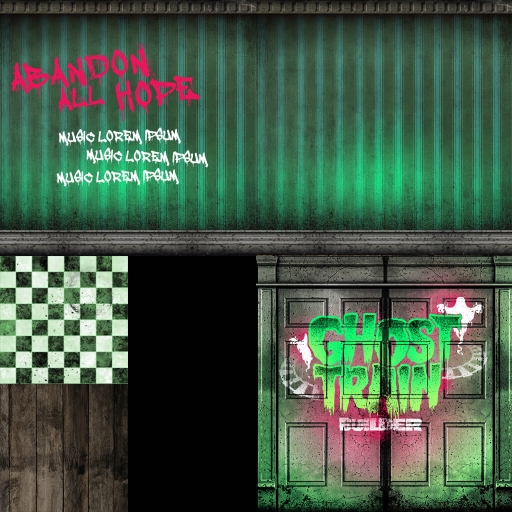 ABANDON
ALL HOPE
MUSIC LOREM IPSUM
MUSIC LOREM IPSUM
MUSIC LOREM IPSUM
GHOST
TRAIN
BUILDER